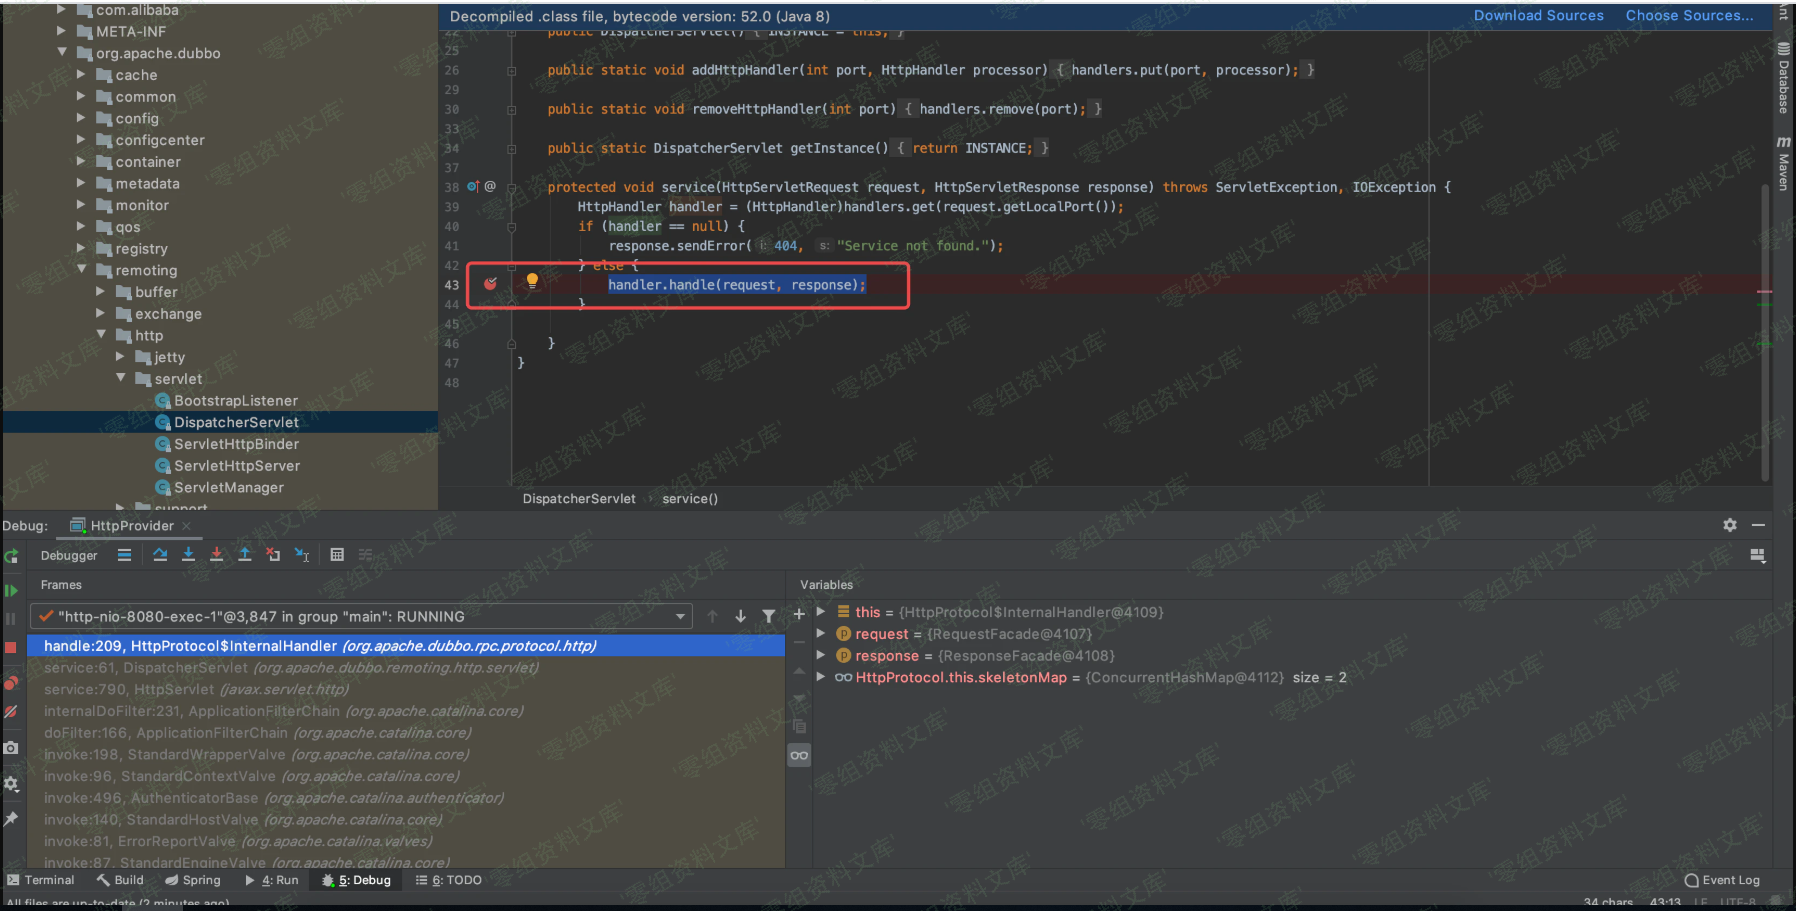 com.alibaba
META-INF
org.apache.dubbo
cache
common
config
configcenter
container
metadata
monitor
qos
registry
remoting
buffer
exchange
http
jetty
servlet
BootstrapListener
DispatcherServlet
ServletHttpBinder
ServletHttpServer
ServletManager
support
Decompiled .class file, bytecode version: 52.0 (Java 8)
Download Sources Choose Sources...
22 public DispatcherServlet() { INSTANCE = this; }
25
26 public static void addHttpHandler(int port, HttpHandler processor) { handlers.put(port, processor); }
29
30 public static void removeHttpHandler(int port) { handlers.remove(port); }
33
34 public static DispatcherServlet getInstance() { return INSTANCE; }
37
38 @ protected void service(HttpServletRequest request, HttpServletResponse response) throws ServletException, IOException {
39 HttpHandler handler = (HttpHandler)handlers.get(request.getLocalPort());
40 if (handler == null) {
41 response.sendError( i: 404, s: "Service not found.");
42 } else {
43 handler.handle(request, response);
44 }
45
46 }
47 }
48
DispatcherServlet › service()
Ant
Database
Maven
Debug: HttpProvider ×
Debugger
Frames
"http-nio-8080-exec-1"@3,847 in group "main": RUNNING
handle:209, HttpProtocol$InternalHandler (org.apache.dubbo.rpc.protocol.http)
service:61, DispatcherServlet (org.apache.dubbo.remoting.http.servlet)
service:790, HttpServlet (javax.servlet.http)
internalDoFilter:231, ApplicationFilterChain (org.apache.catalina.core)
doFilter:166, ApplicationFilterChain (org.apache.catalina.core)
invoke:198, StandardWrapperValve (org.apache.catalina.core)
invoke:96, StandardContextValve (org.apache.catalina.core)
invoke:496, AuthenticatorBase (org.apache.catalina.authenticator)
invoke:140, StandardHostValve (org.apache.catalina.core)
invoke:81, ErrorReportValve (org.apache.catalina.valves)
invoke:87, StandardEngineValve (org.apache.catalina.core)
Variables
this = {HttpProtocol$InternalHandler@4109}
request = {RequestFacade@4107}
response = {ResponseFacade@4108}
HttpProtocol.this.skeletonMap = {ConcurrentHashMap@4112} size = 2
Terminal Build Spring 4: Run 5: Debug 6: TODO
Event Log
All files are up-to-date (2 minutes ago)
34 chars 43:13 LF UTF-8
'零组资料文库'